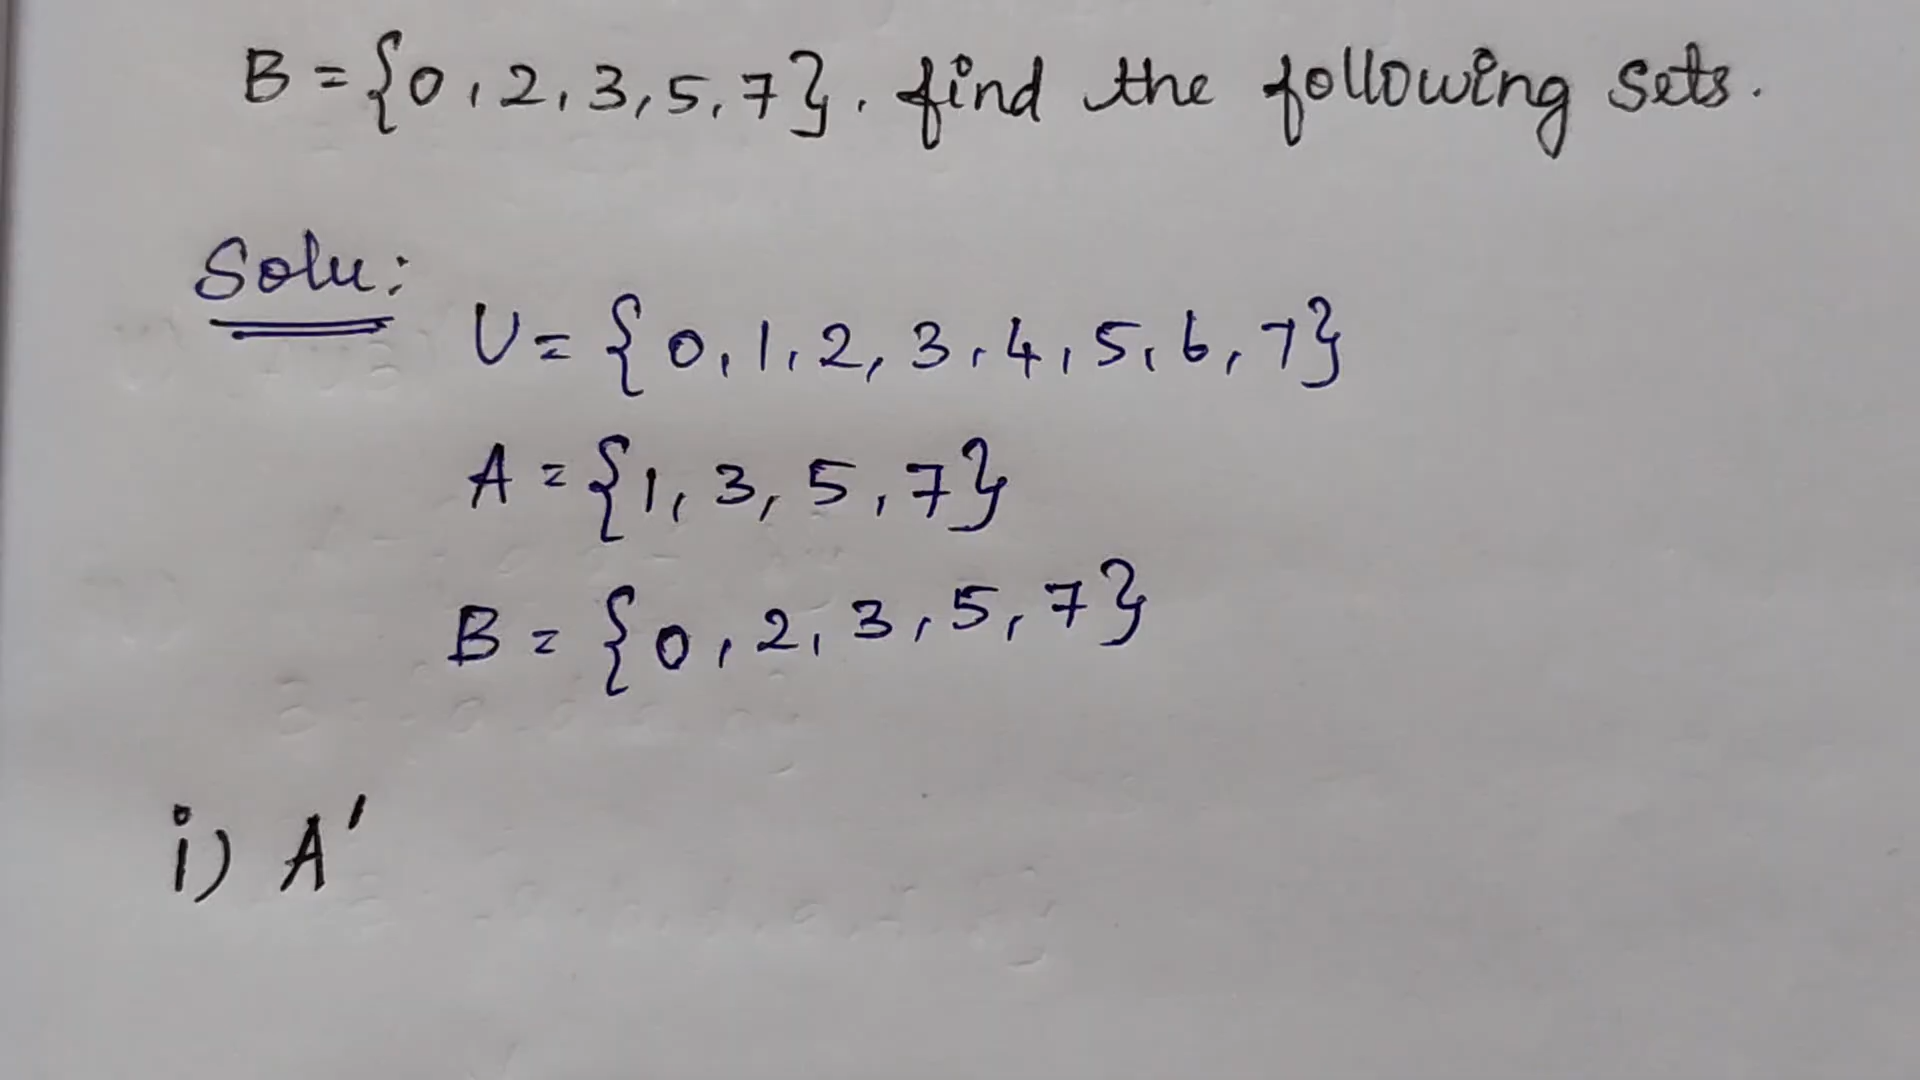 B = {0, 2, 3, 5, 7}. find the following sets.
Solu:
U = {0, 1, 2, 3, 4, 5, 6, 7}
A = {1, 3, 5, 7}
B = {0, 2, 3, 5, 7}
i) A'